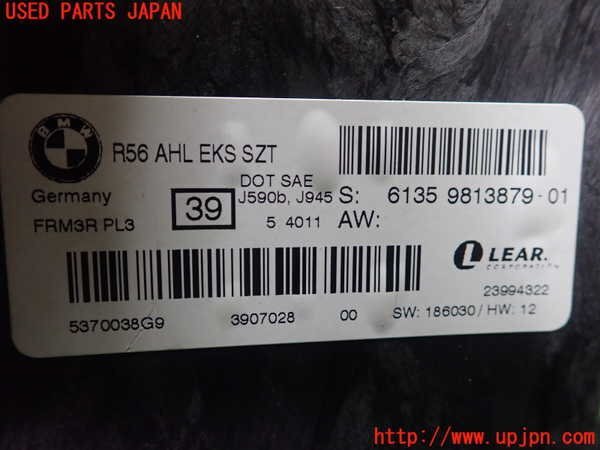 USED PARTS JAPAN
BMW
R56 AHL EKS SZT
Germany
39
DOT SAE
J590b, J945
S: 6135 9813879-01
FRM3R PL3
5 4011
AW:
LEAR.
CORPORATION
23994322
5370038G9
3907028
00
SW: 186030/HW: 12
http://www.upjpn.com/